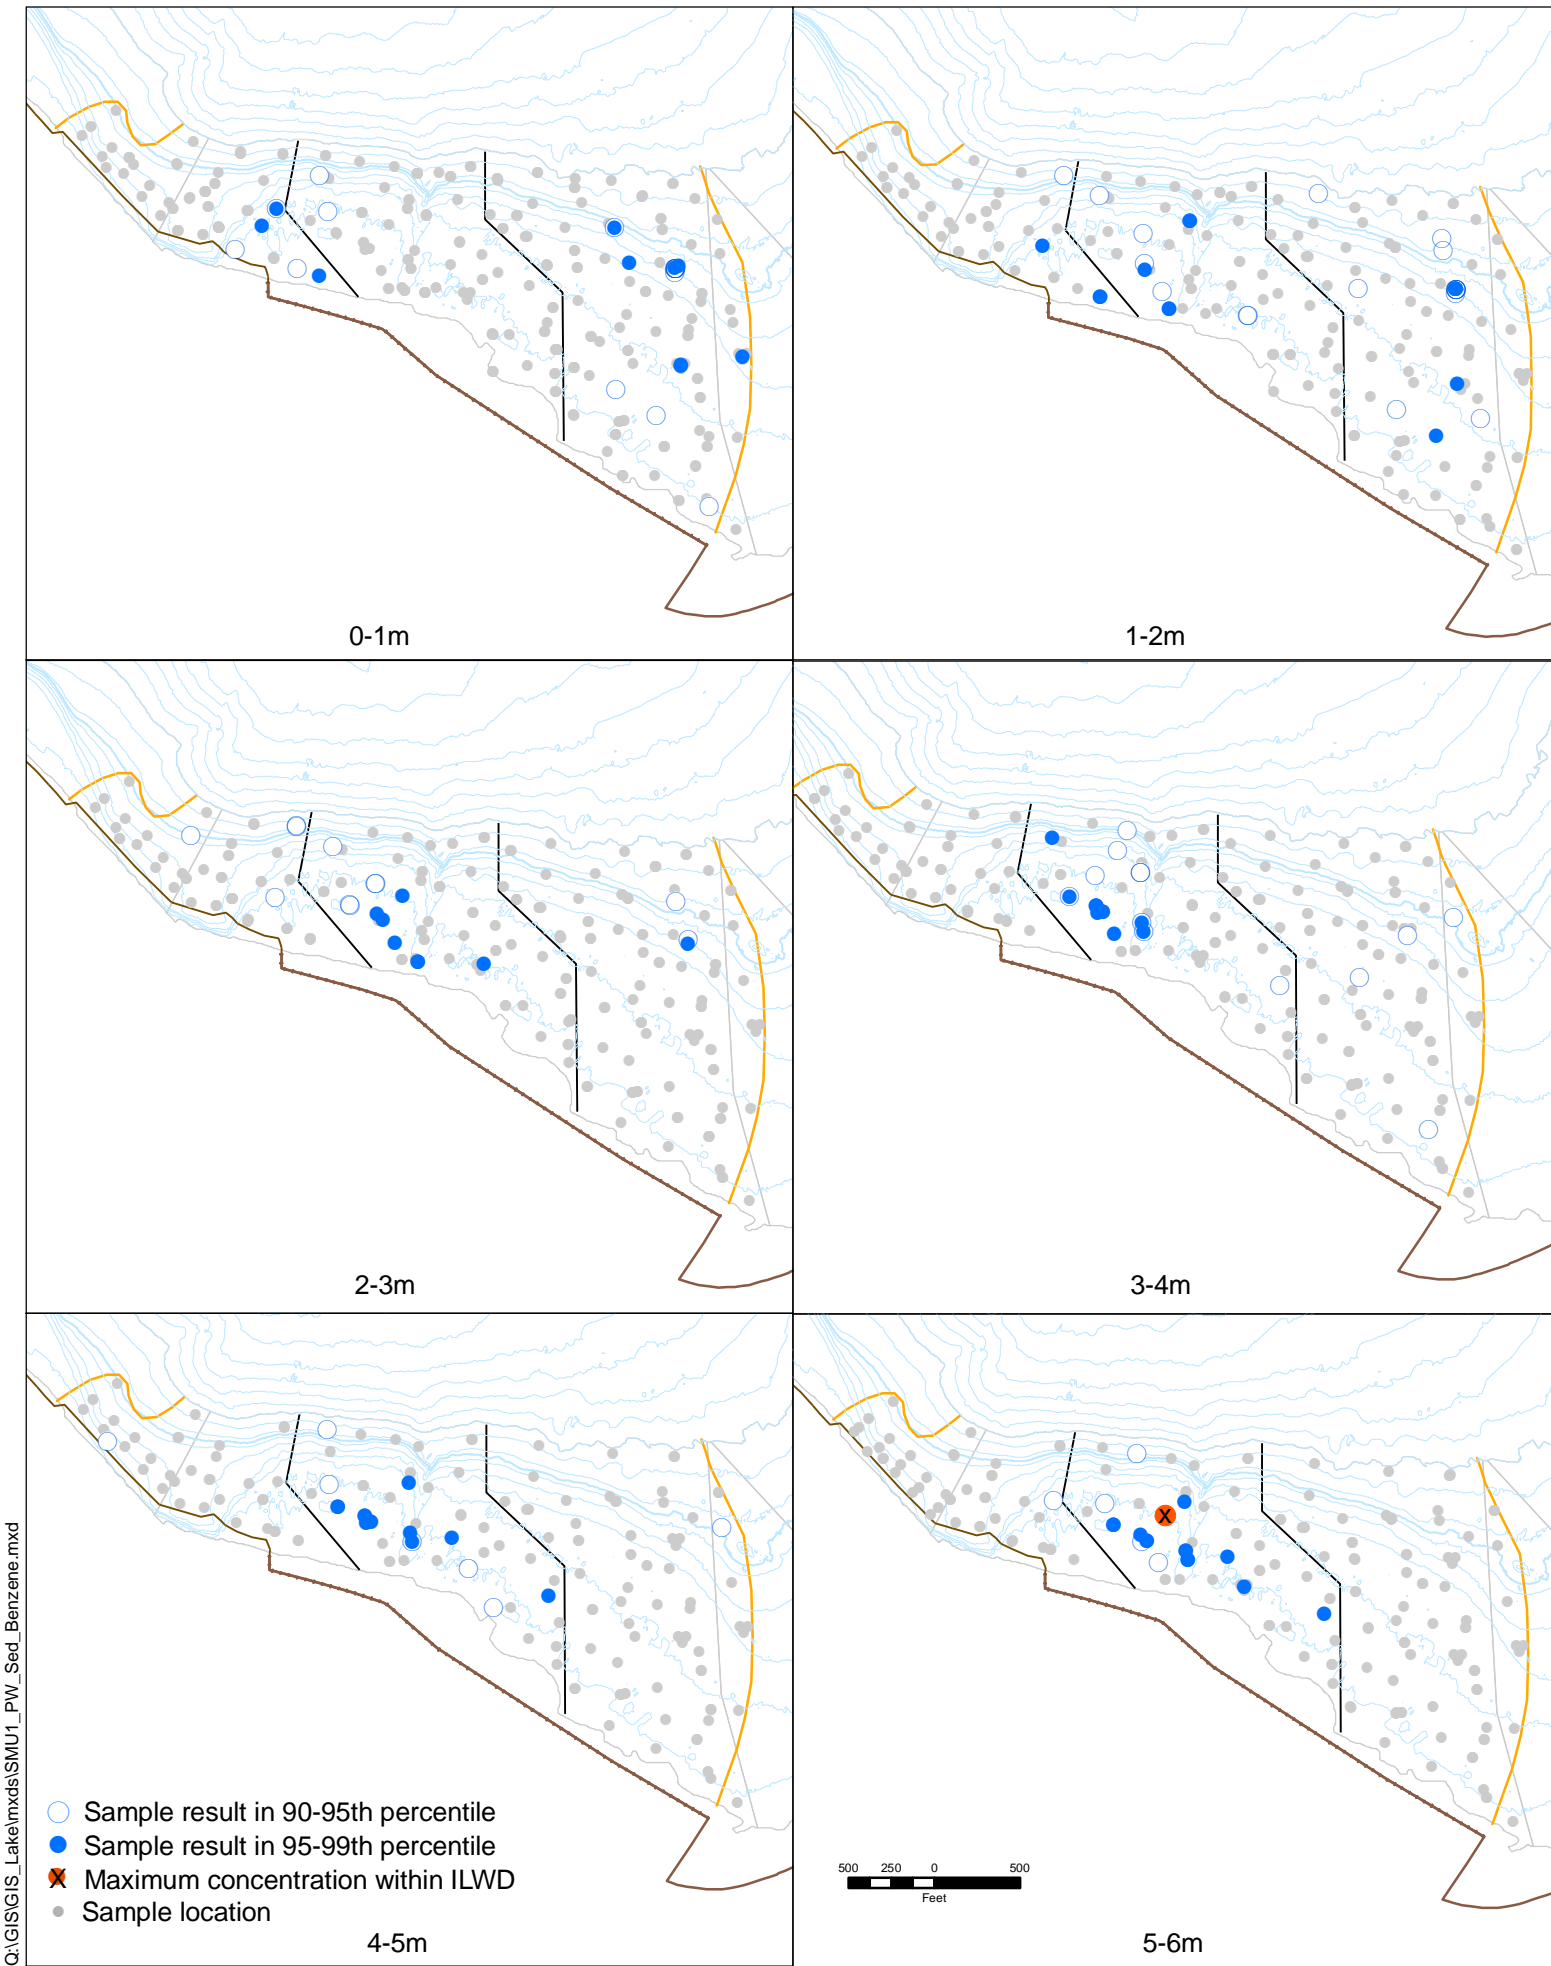 0-1m
1-2m
2-3m
3-4m
Sample result in 90-95th percentile
Sample result in 95-99th percentile
X Maximum concentration within ILWD
Sample location
4-5m
X
500 250 0 500
Feet
5-6m
Q:\GIS\GIS_Lake\mxds\SMU1_PW_Sed_Benzene.mxd